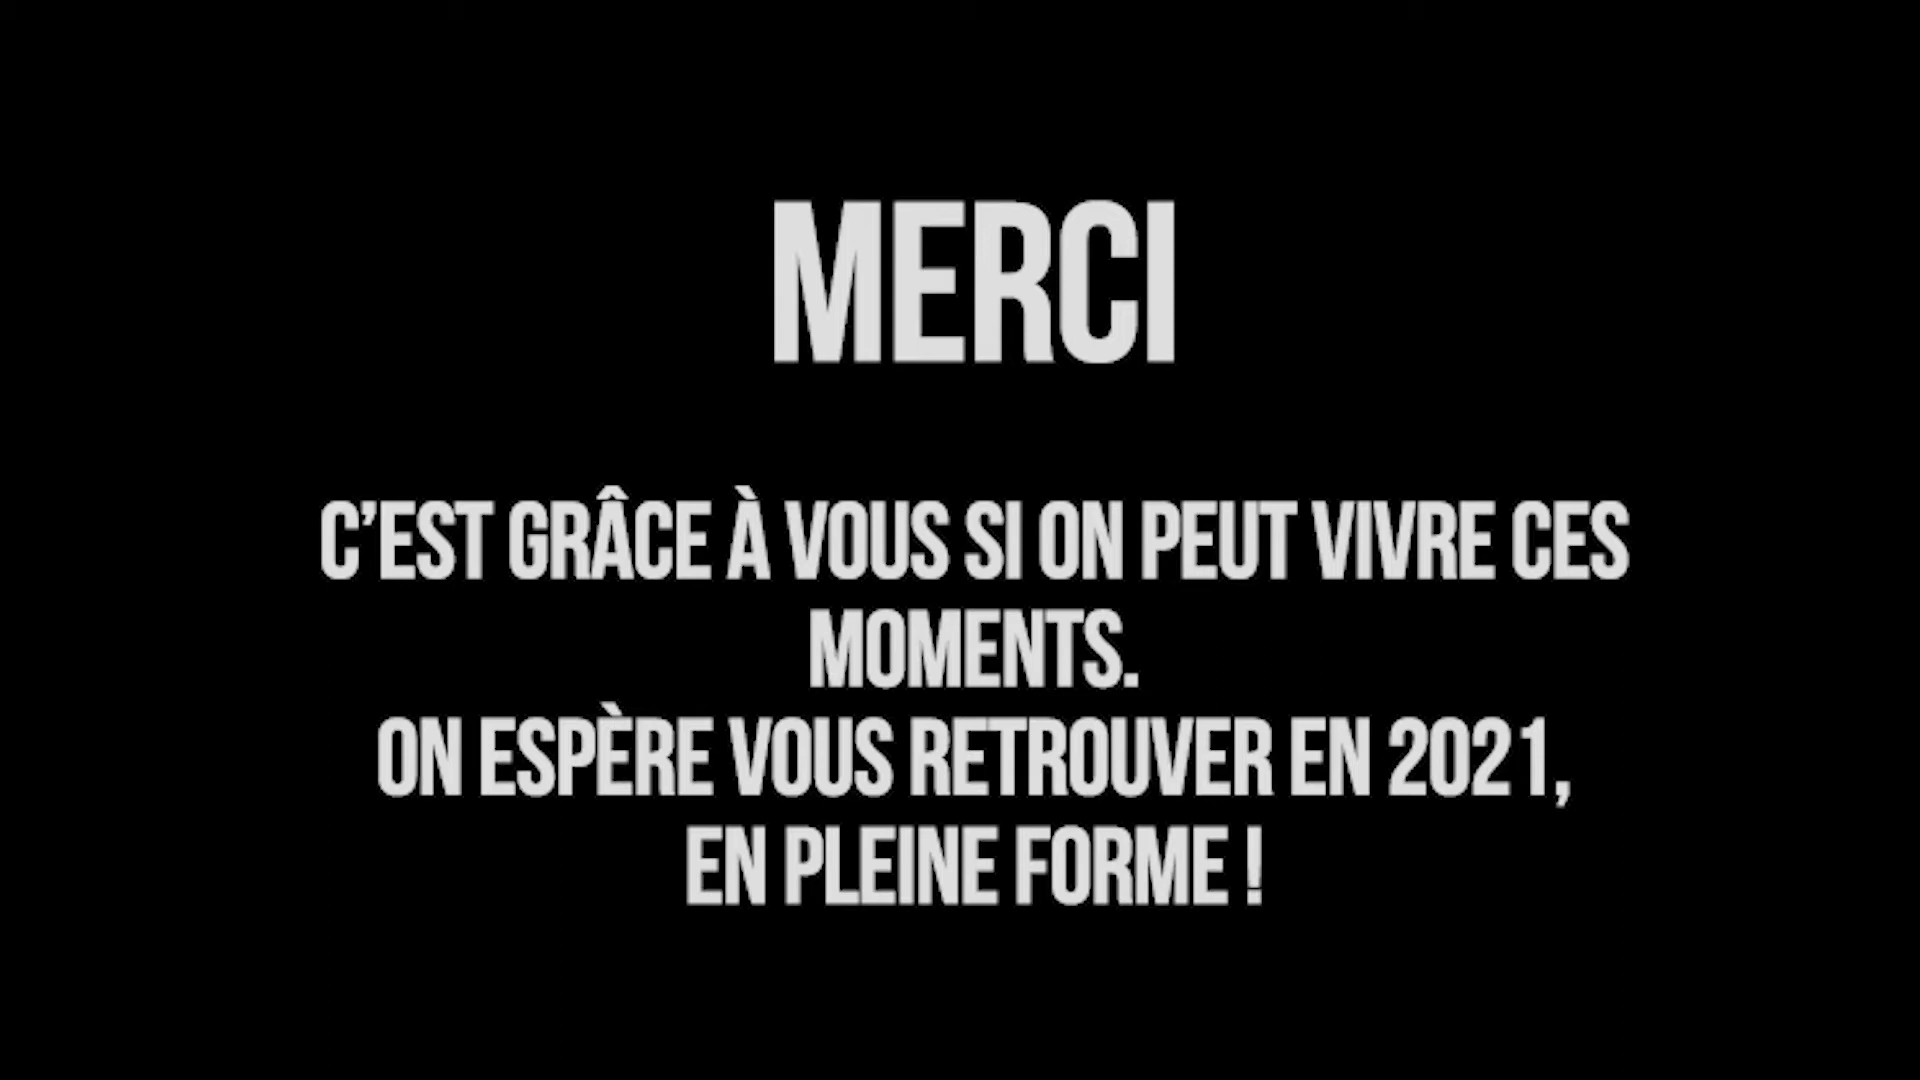 MERCI
C’EST GRÂCE À VOUS SI ON PEUT VIVRE CES
MOMENTS.
ON ESPÈRE VOUS RETROUVER EN 2021,
EN PLEINE FORME !